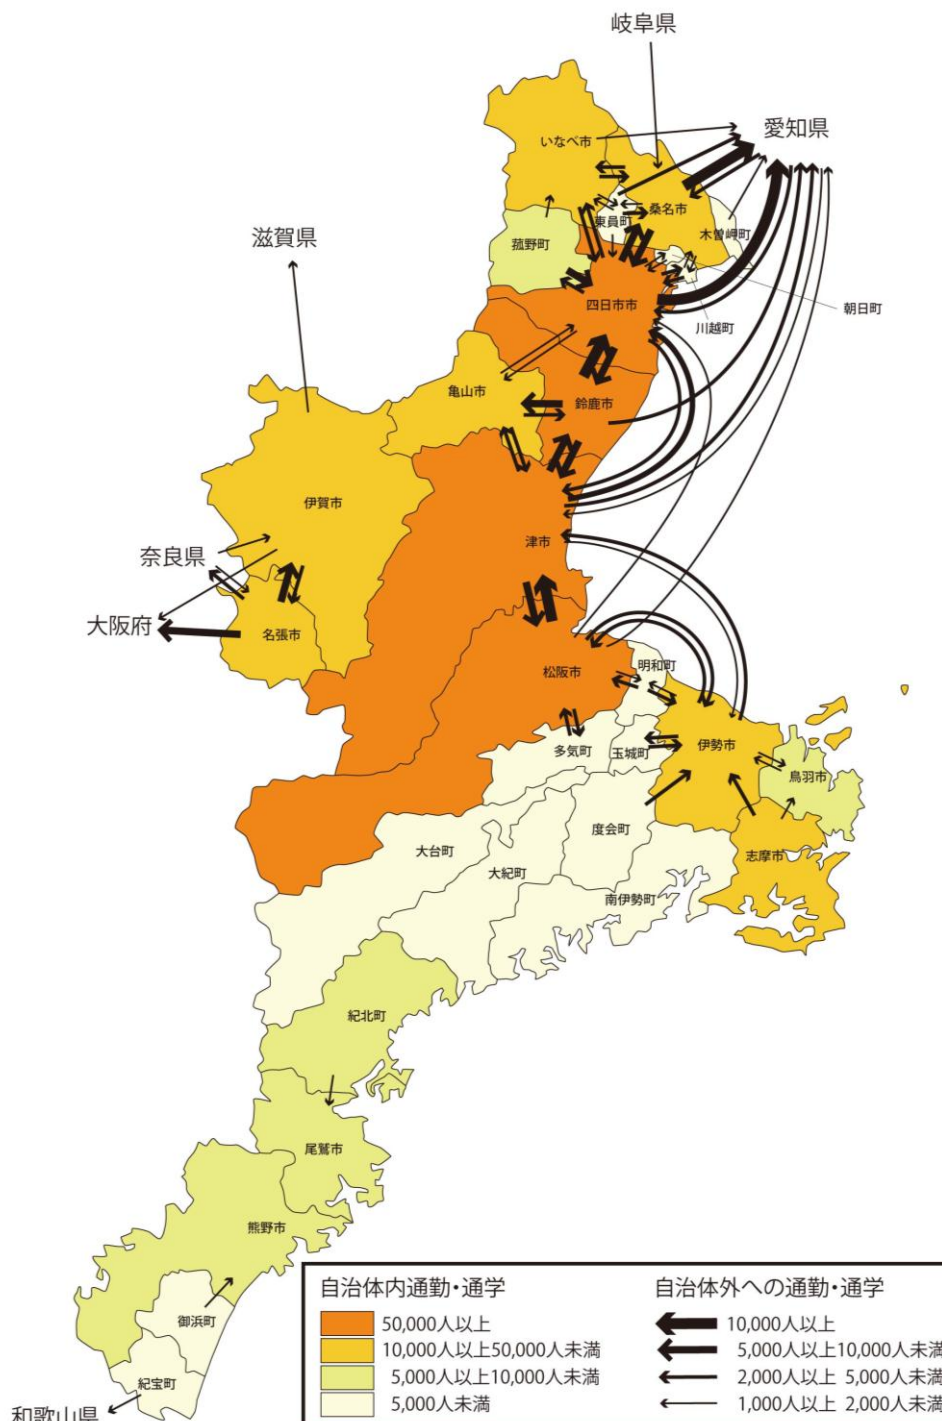 岐阜県
愛知県
いなべ市
東員町
桑名市
木曽岬町
滋賀県
菰野町
四日市市
朝日町
川越町
亀山市
鈴鹿市
伊賀市
津市
奈良県
大阪府
名張市
松阪市
明和町
多気町
玉城町
伊勢市
鳥羽市
度会町
大台町
大紀町
志摩市
南伊勢町
紀北町
尾鷲市
熊野市
御浜町
紀宝町
和歌山県
自治体内通勤・通学
50,000人以上
10,000人以上50,000人未満
5,000人以上10,000人未満
5,000人未満
自治体外への通勤・通学
10,000人以上
5,000人以上10,000人未満
2,000人以上 5,000人未満
1,000人以上 2,000人未満